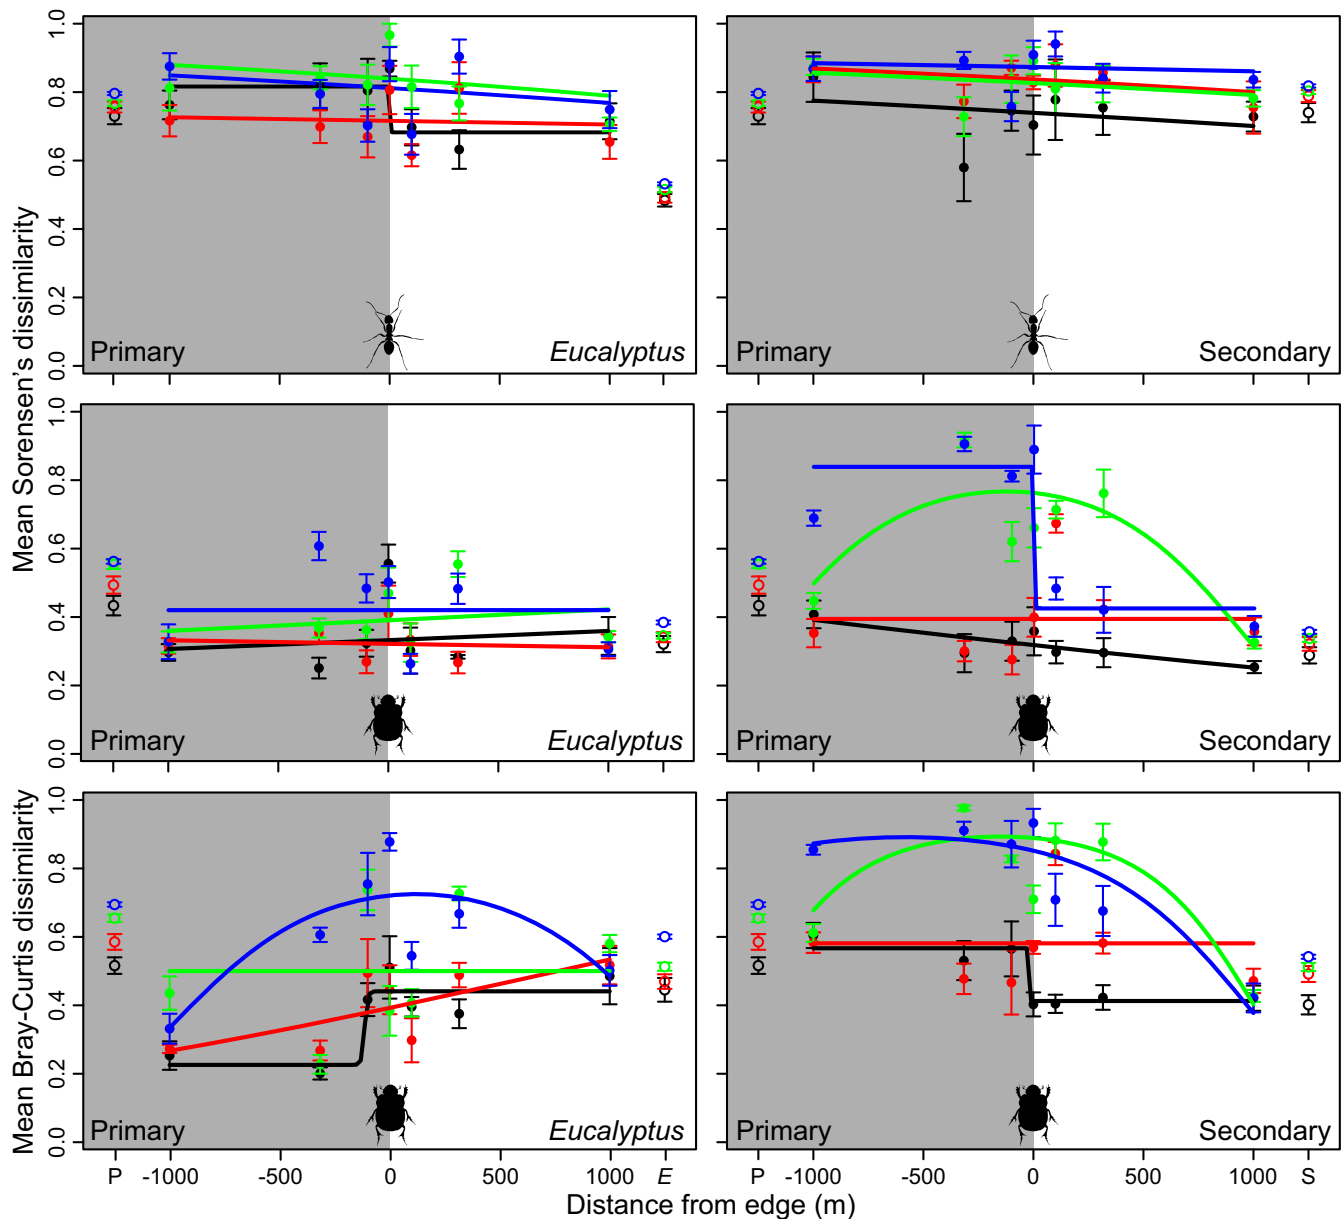 Mean Sorensen's dissimilarity
1.0
0.8
0.6
0.4
0.2
0.0
Primary
Eucalyptus
Primary
Secondary
1.0
0.8
0.6
0.4
0.2
0.0
Primary
Eucalyptus
Primary
Secondary
Mean Bray-Curtis dissimilarity
1.0
0.8
0.6
0.4
0.2
0.0
Primary
Eucalyptus
Primary
Secondary
P -1000 -500 0 500 1000 E
P -1000 -500 0 500 1000 S
Distance from edge (m)